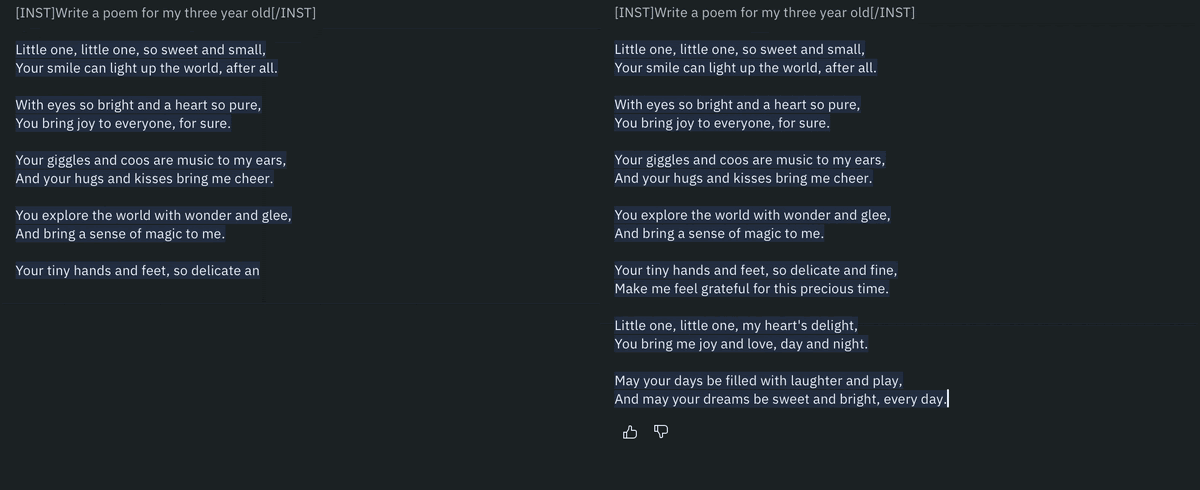 [INST]Write a poem for my three year old[/INST]
Little one, little one, so sweet and small,
Your smile can light up the world, after all.
With eyes so bright and a heart so pure,
You bring joy to everyone, for sure.
Your giggles and coos are music to my ears,
And your hugs and kisses bring me cheer.
You explore the world with wonder and glee,
And bring a sense of magic to me.
Your tiny hands and feet, so delicate an
[INST]Write a poem for my three year old[/INST]
Little one, little one, so sweet and small,
Your smile can light up the world, after all.
With eyes so bright and a heart so pure,
You bring joy to everyone, for sure.
Your giggles and coos are music to my ears,
And your hugs and kisses bring me cheer.
You explore the world with wonder and glee,
And bring a sense of magic to me.
Your tiny hands and feet, so delicate and fine,
Make me feel grateful for this precious time.
Little one, little one, my heart's delight,
You bring me joy and love, day and night.
May your days be filled with laughter and play,
And may your dreams be sweet and bright, every day.